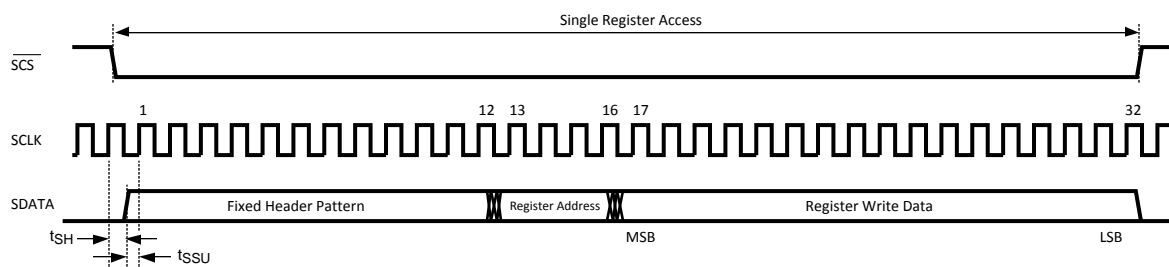 Single Register Access
SCS
1 12 13 16 17 32
SCLK
SDATA Fixed Header Pattern Register Address Register Write Data
tSH MSB LSB
tSSU